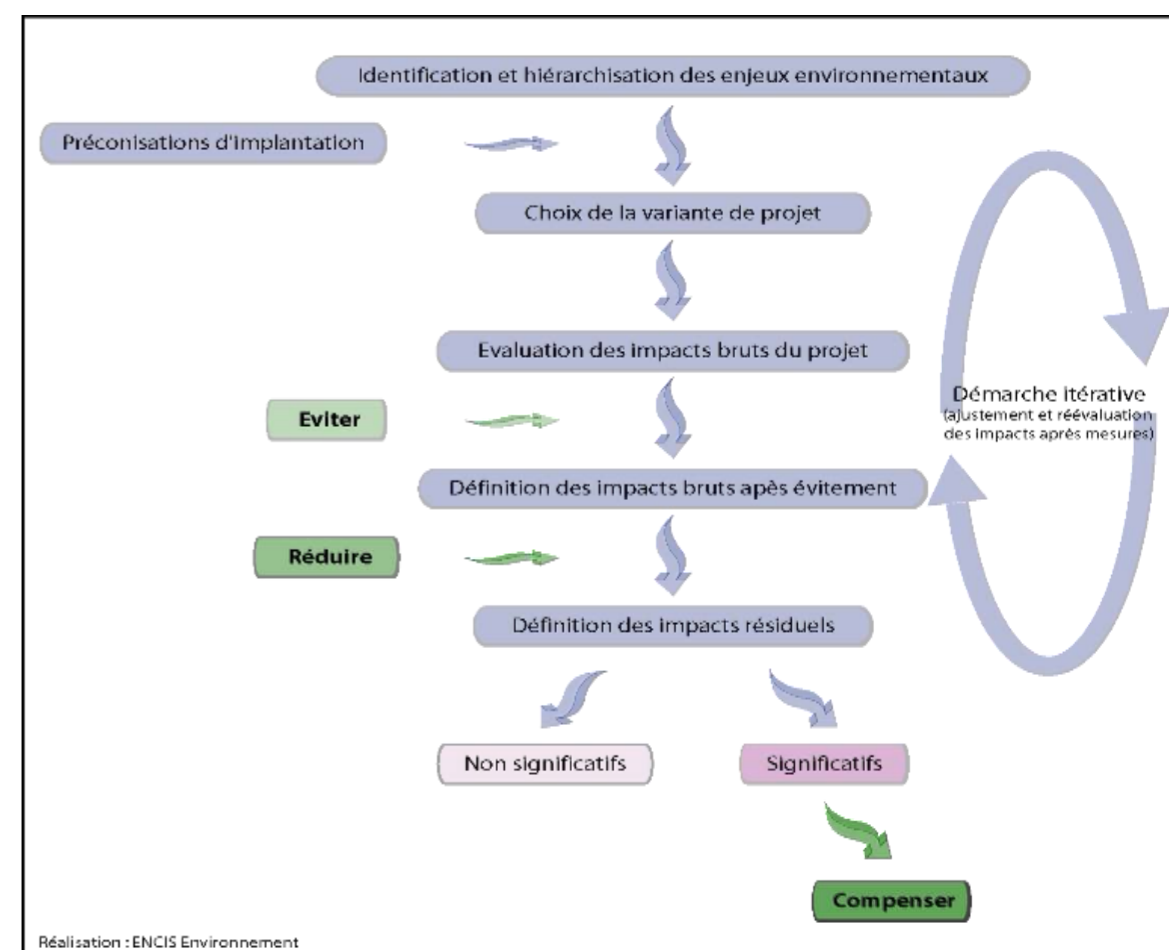 Identification et hiérarchisation des enjeux environnementaux
Préconisations d'implantation
Choix de la variante de projet
Evaluation des impacts bruts du projet
Démarche itérative
(ajustement et réévaluation
des impacts après mesures)
Eviter
Définition des impacts bruts apès évitement
Réduire
Définition des impacts résiduels
Non significatifs
Significatifs
Compenser
Réalisation : ENCIS Environnement